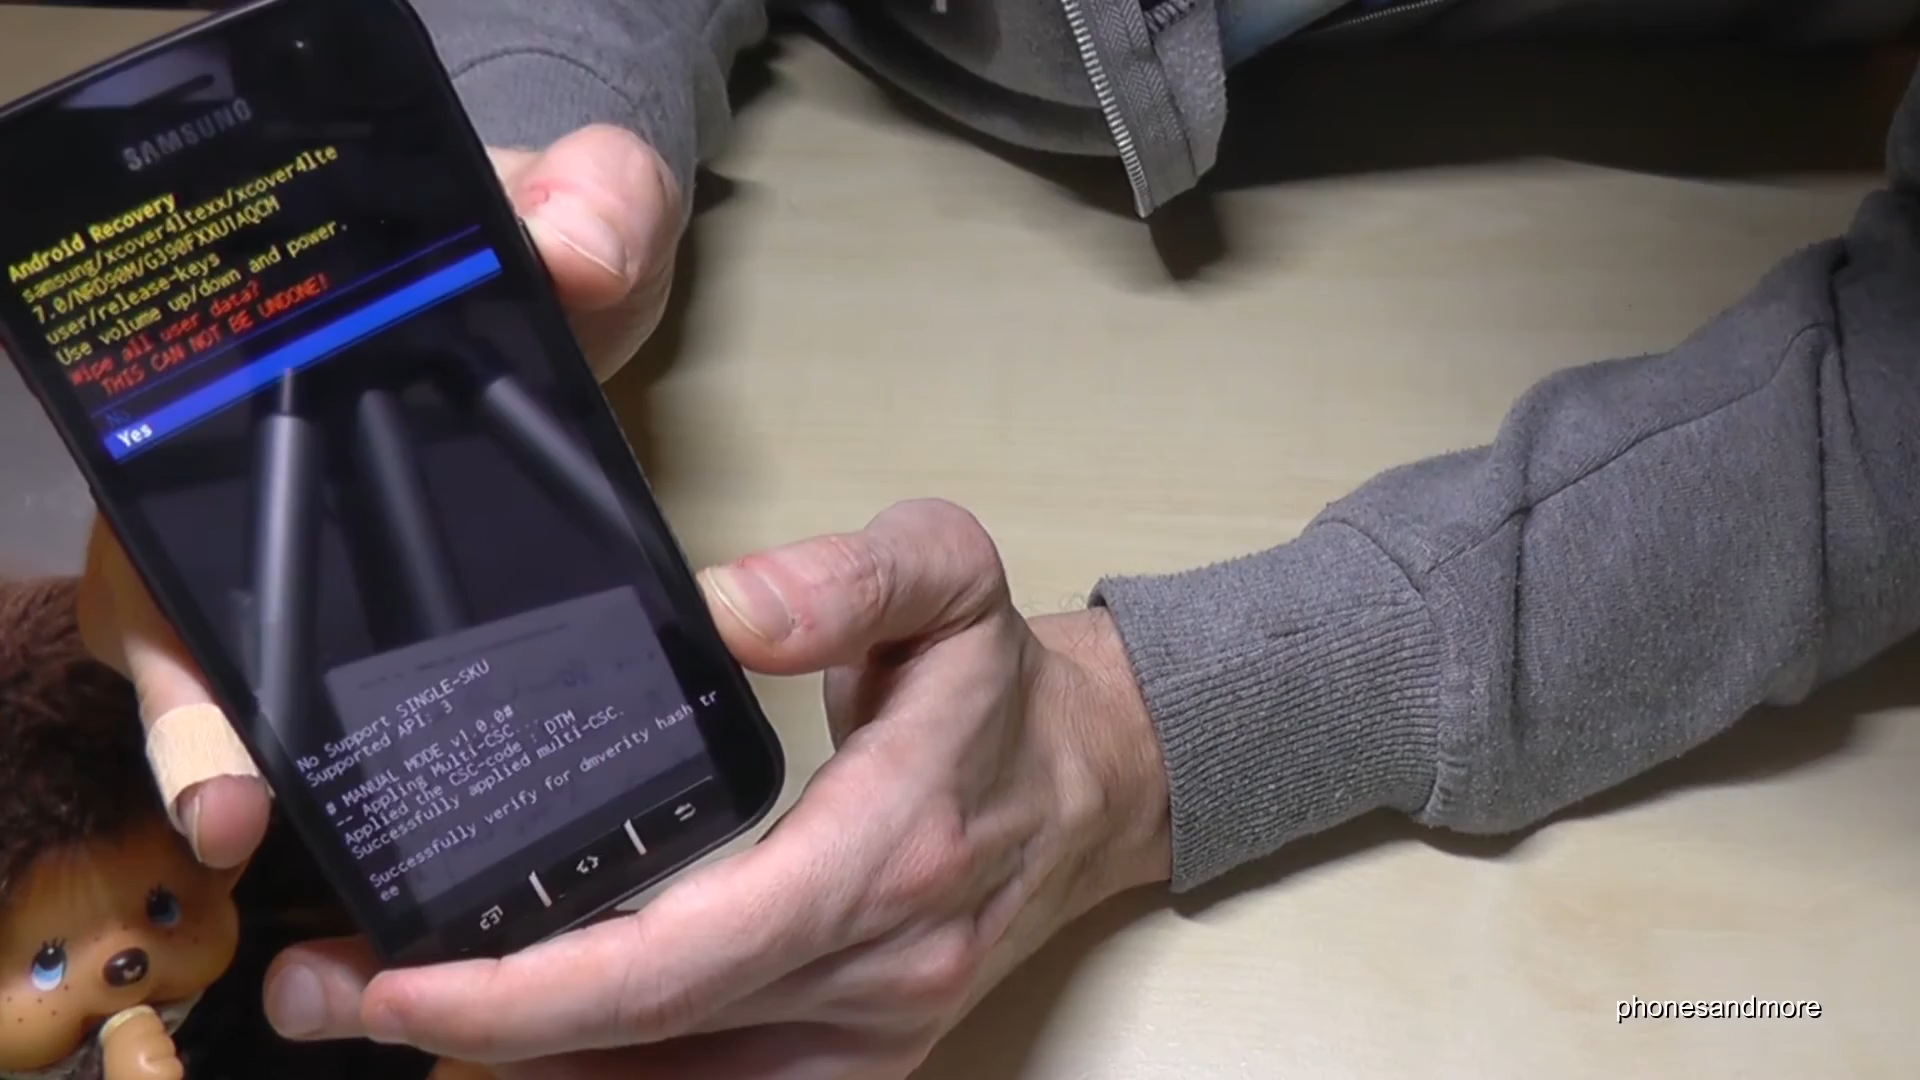 SAMSUNG
Android Recovery
samsung/xcover4ltexx/xcover4lte
7.0/NRD90M/G390FXXU1AQCM
user/release-keys
Use volume up/down and power.
Wipe all user data?
THIS CAN NOT BE UNDONE!
No
Yes
No Support SINGLE-SKU
Supported API: 3
# MANUAL MODE v1.0.0#
-- Appling Multi-CSC...
Applied the CSC-code : DTM
Successfully applied multi-CSC.
Successfully verify for dmverity hash tr
ee
phonesandmore